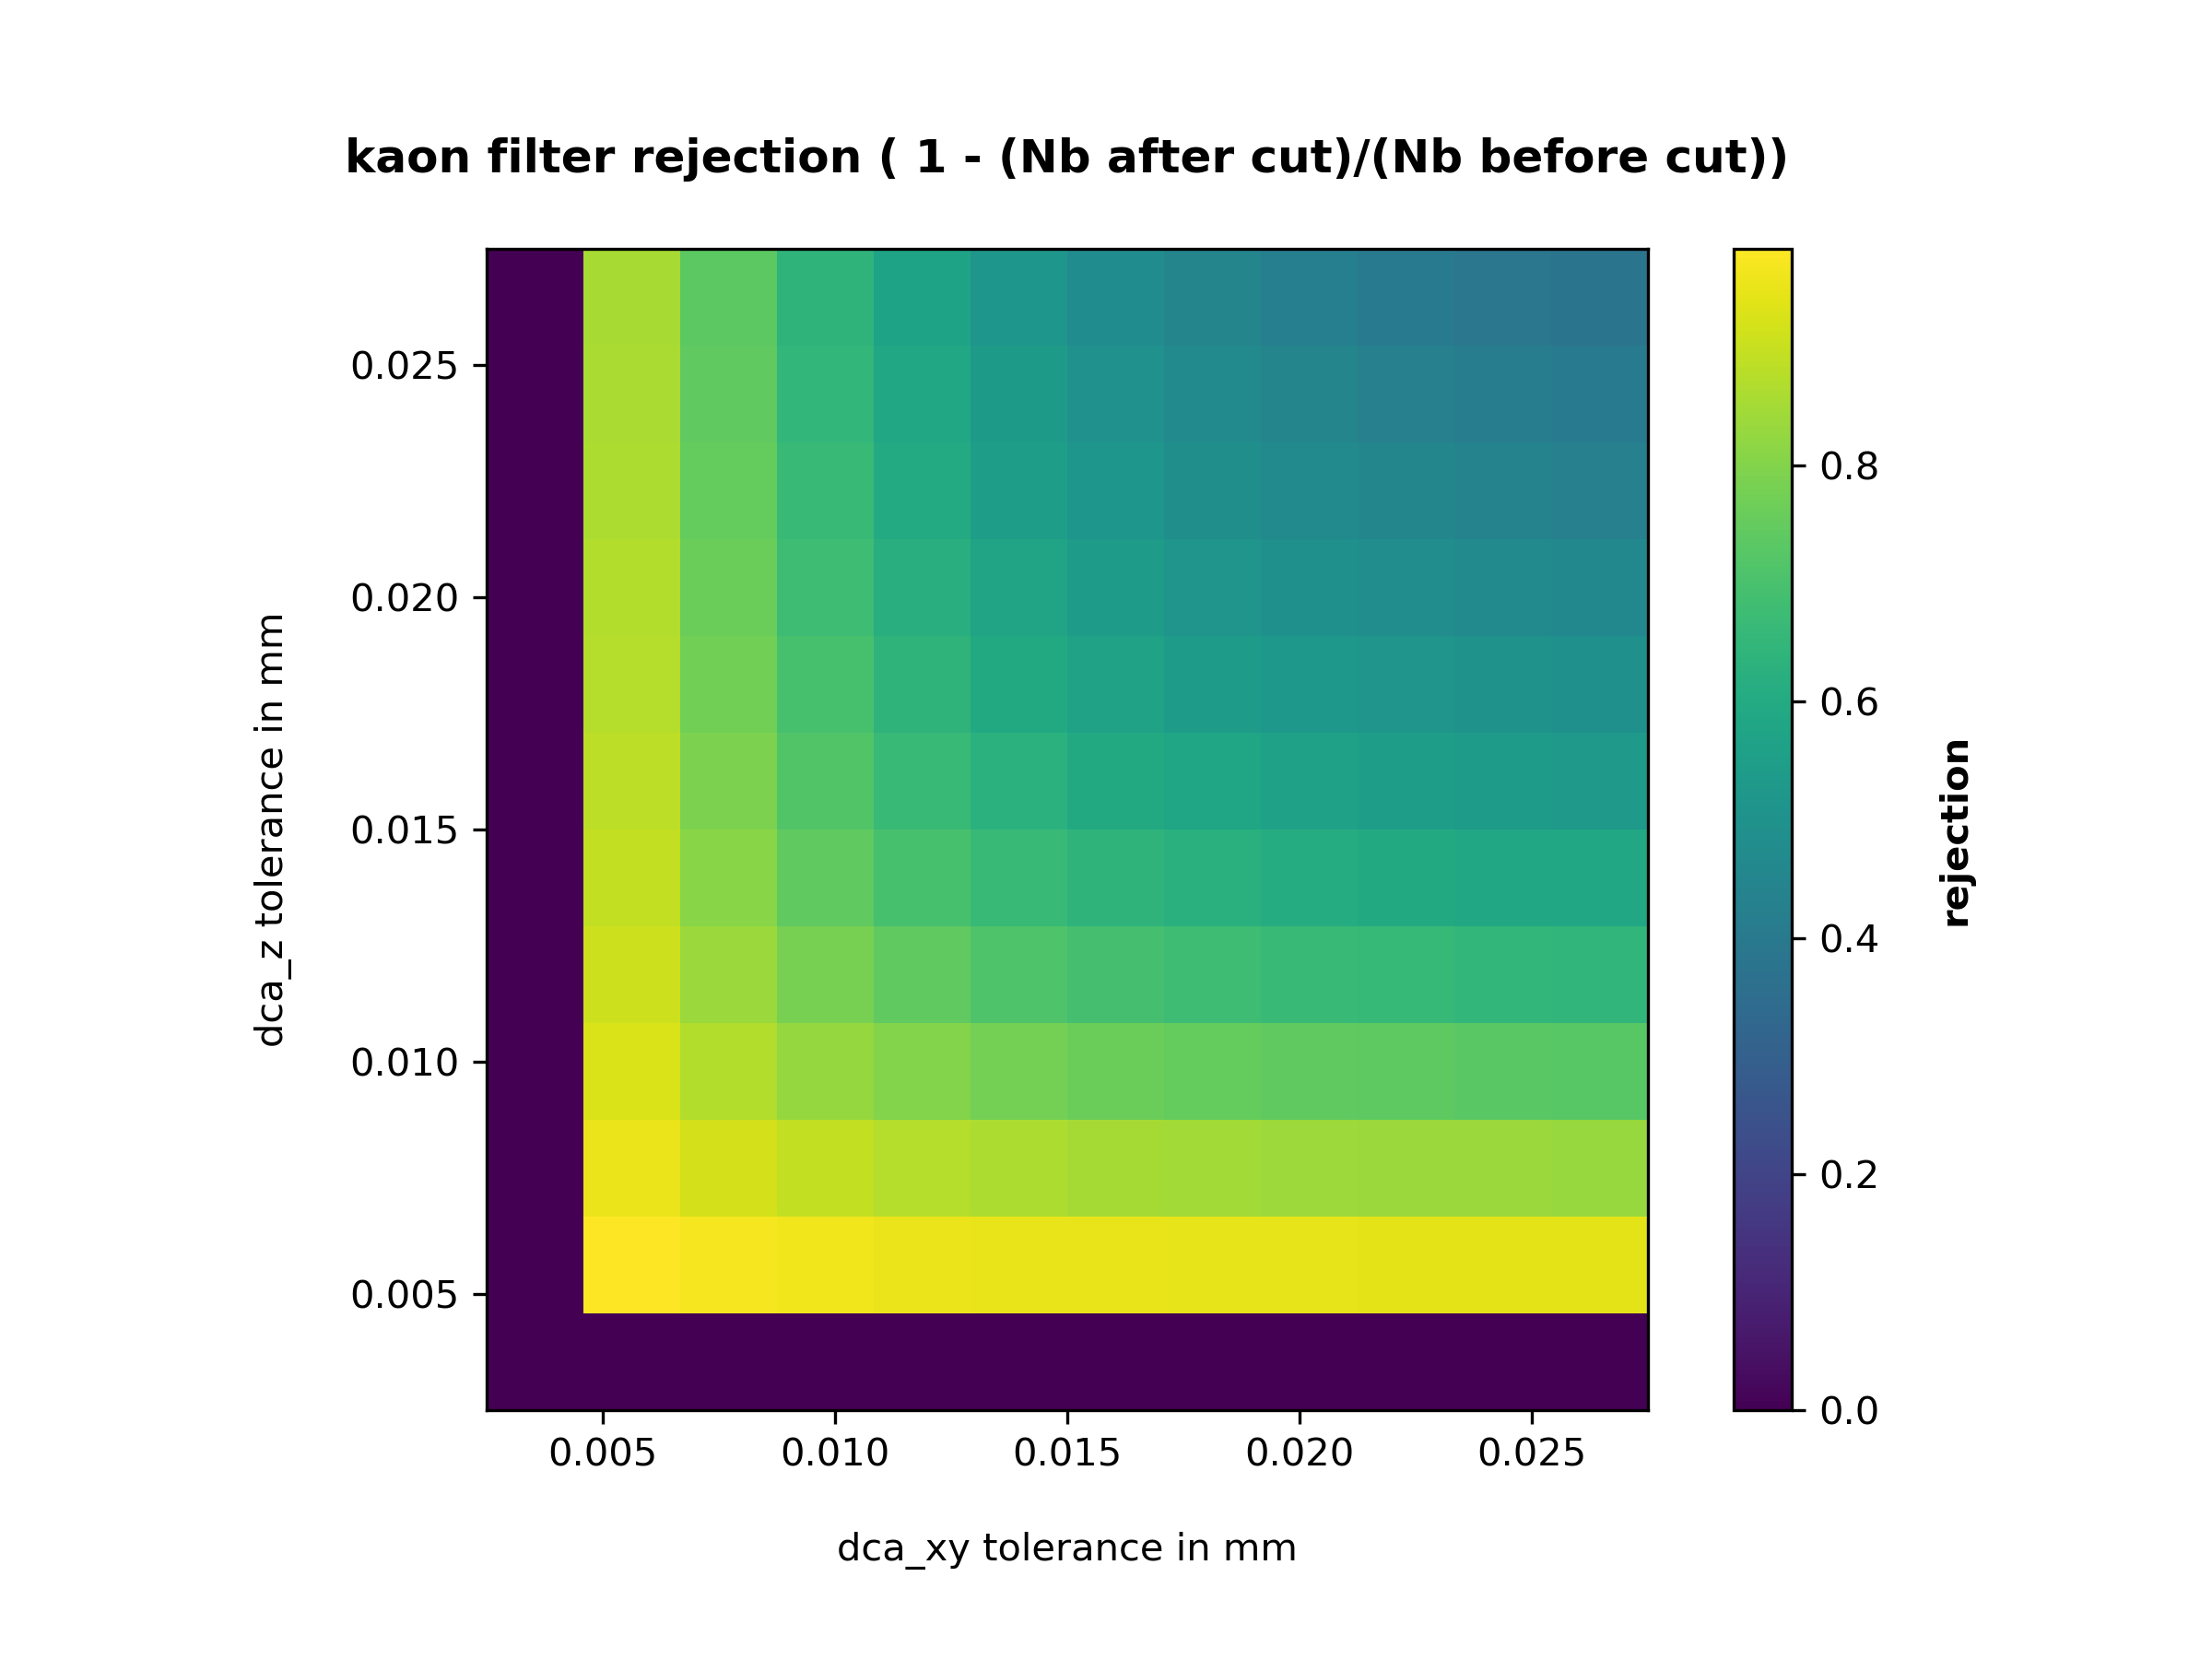 kaon filter rejection ( 1 - (Nb after cut)/(Nb before cut))
dca_z tolerance in mm
0.025
0.020
0.015
0.010
0.005
0.005 0.010 0.015 0.020 0.025
dca_xy tolerance in mm
0.8
0.6
0.4
0.2
0.0
rejection